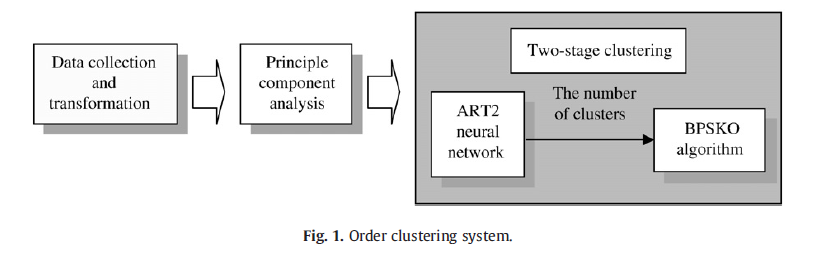 Data collection
and
transformation
Principle
component
analysis
Two-stage clustering
ART2
neural
network
The number
of clusters
BPSKO
algorithm
Fig. 1. Order clustering system.